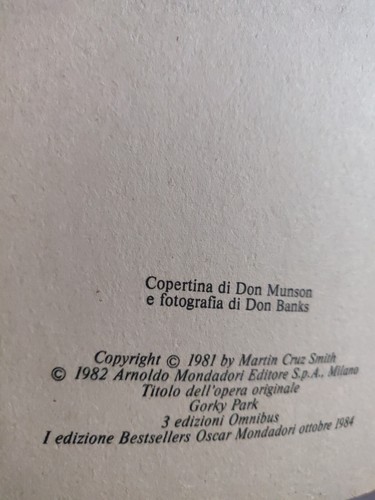 Copertina di Don Munson
e fotografia di Don Banks
Copyright © 1981 by Martin Cruz Smith
© 1982 Arnoldo Mondadori Editore S.p.A., Milano
Titolo dell'opera originale
Gorky Park
3 edizioni Omnibus
I edizione Bestsellers Oscar Mondadori ottobre 1984